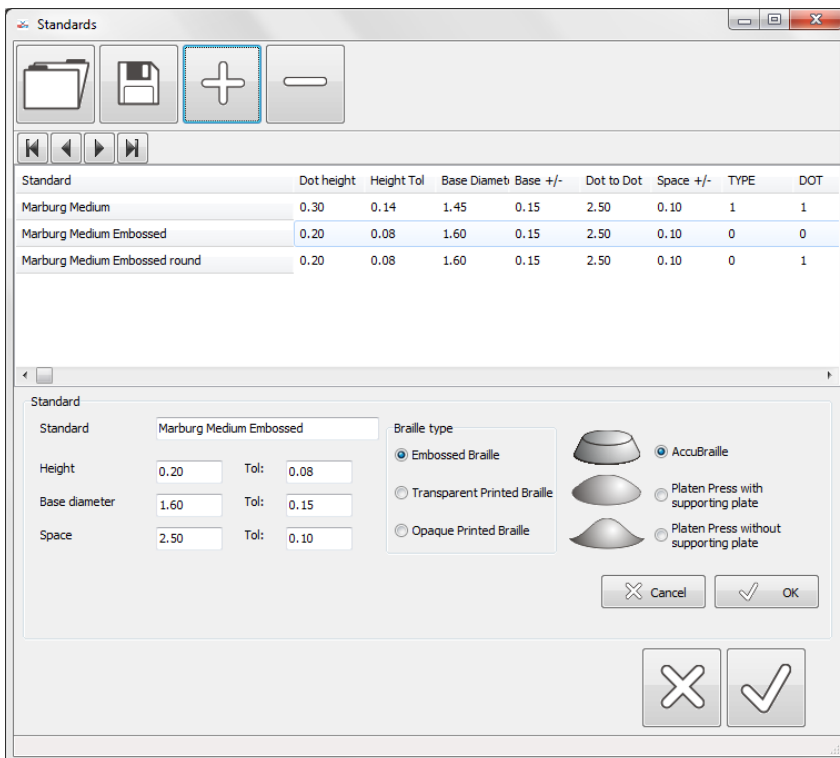 Standards
Standard Dot height Height Tol Base Diamet Base +/- Dot to Dot Space +/- TYPE DOT
Marburg Medium 0.30 0.14 1.45 0.15 2.50 0.10 1 1
Marburg Medium Embossed 0.20 0.08 1.60 0.15 2.50 0.10 0 0
Marburg Medium Embossed round 0.20 0.08 1.60 0.15 2.50 0.10 0 1
Standard
Standard Marburg Medium Embossed
Height 0.20 Tol: 0.08
Base diameter 1.60 Tol: 0.15
Space 2.50 Tol: 0.10
Braille type
Embossed Braille
Transparent Printed Braille
Opaque Printed Braille
AccuBraille
Platen Press with
supporting plate
Platen Press without
supporting plate
Cancel OK